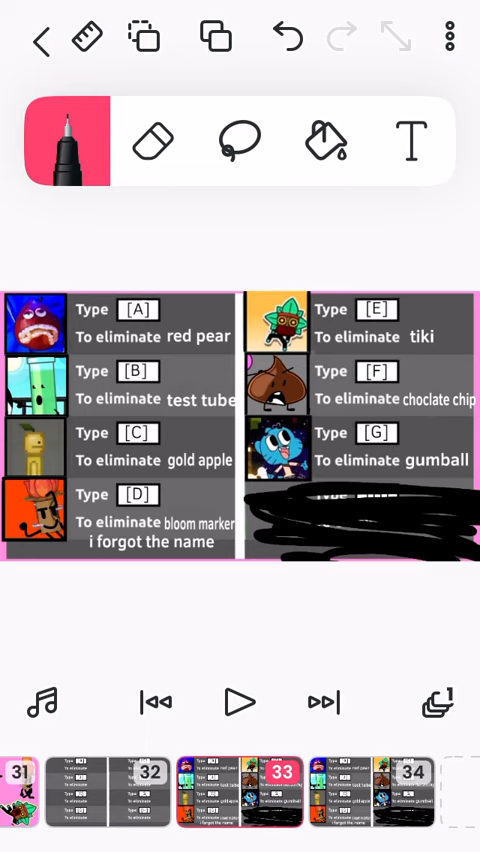 Type [A]
To eliminate red pear
Type [B]
To eliminate test tube
Type [C]
To eliminate gold apple
Type [D]
To eliminate bloom marker
i forgot the name
Type [E]
To eliminate tiki
Type [F]
To eliminate choclate chip
Type [G]
To eliminate gumball
31
32
33
34